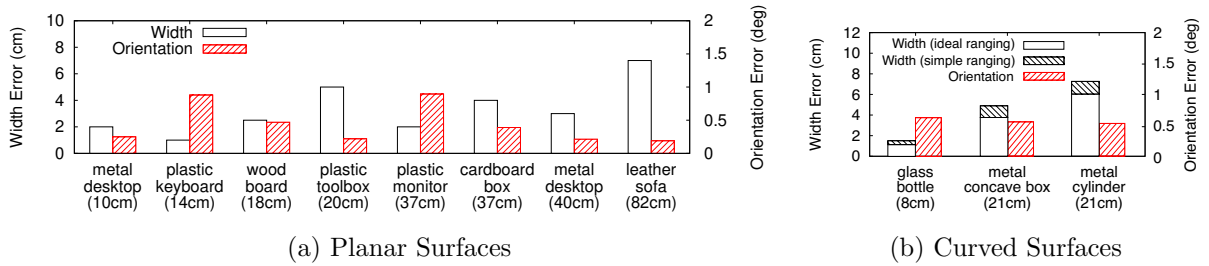 Width Error (cm)
10
8
6
4
2
0
Width
Orientation
2
1.5
1
0.5
0
Orientation Error (deg)
metal desktop (10cm)
plastic keyboard (14cm)
wood board (18cm)
plastic toolbox (20cm)
plastic monitor (37cm)
cardboard box (37cm)
metal desktop (40cm)
leather sofa (82cm)
(a) Planar Surfaces
Width Error (cm)
12
10
8
6
4
2
0
Width (ideal ranging)
Width (simple ranging)
Orientation
2
1.5
1
0.5
0
Orientation Error (deg)
glass bottle (8cm)
metal concave box (21cm)
metal cylinder (21cm)
(b) Curved Surfaces